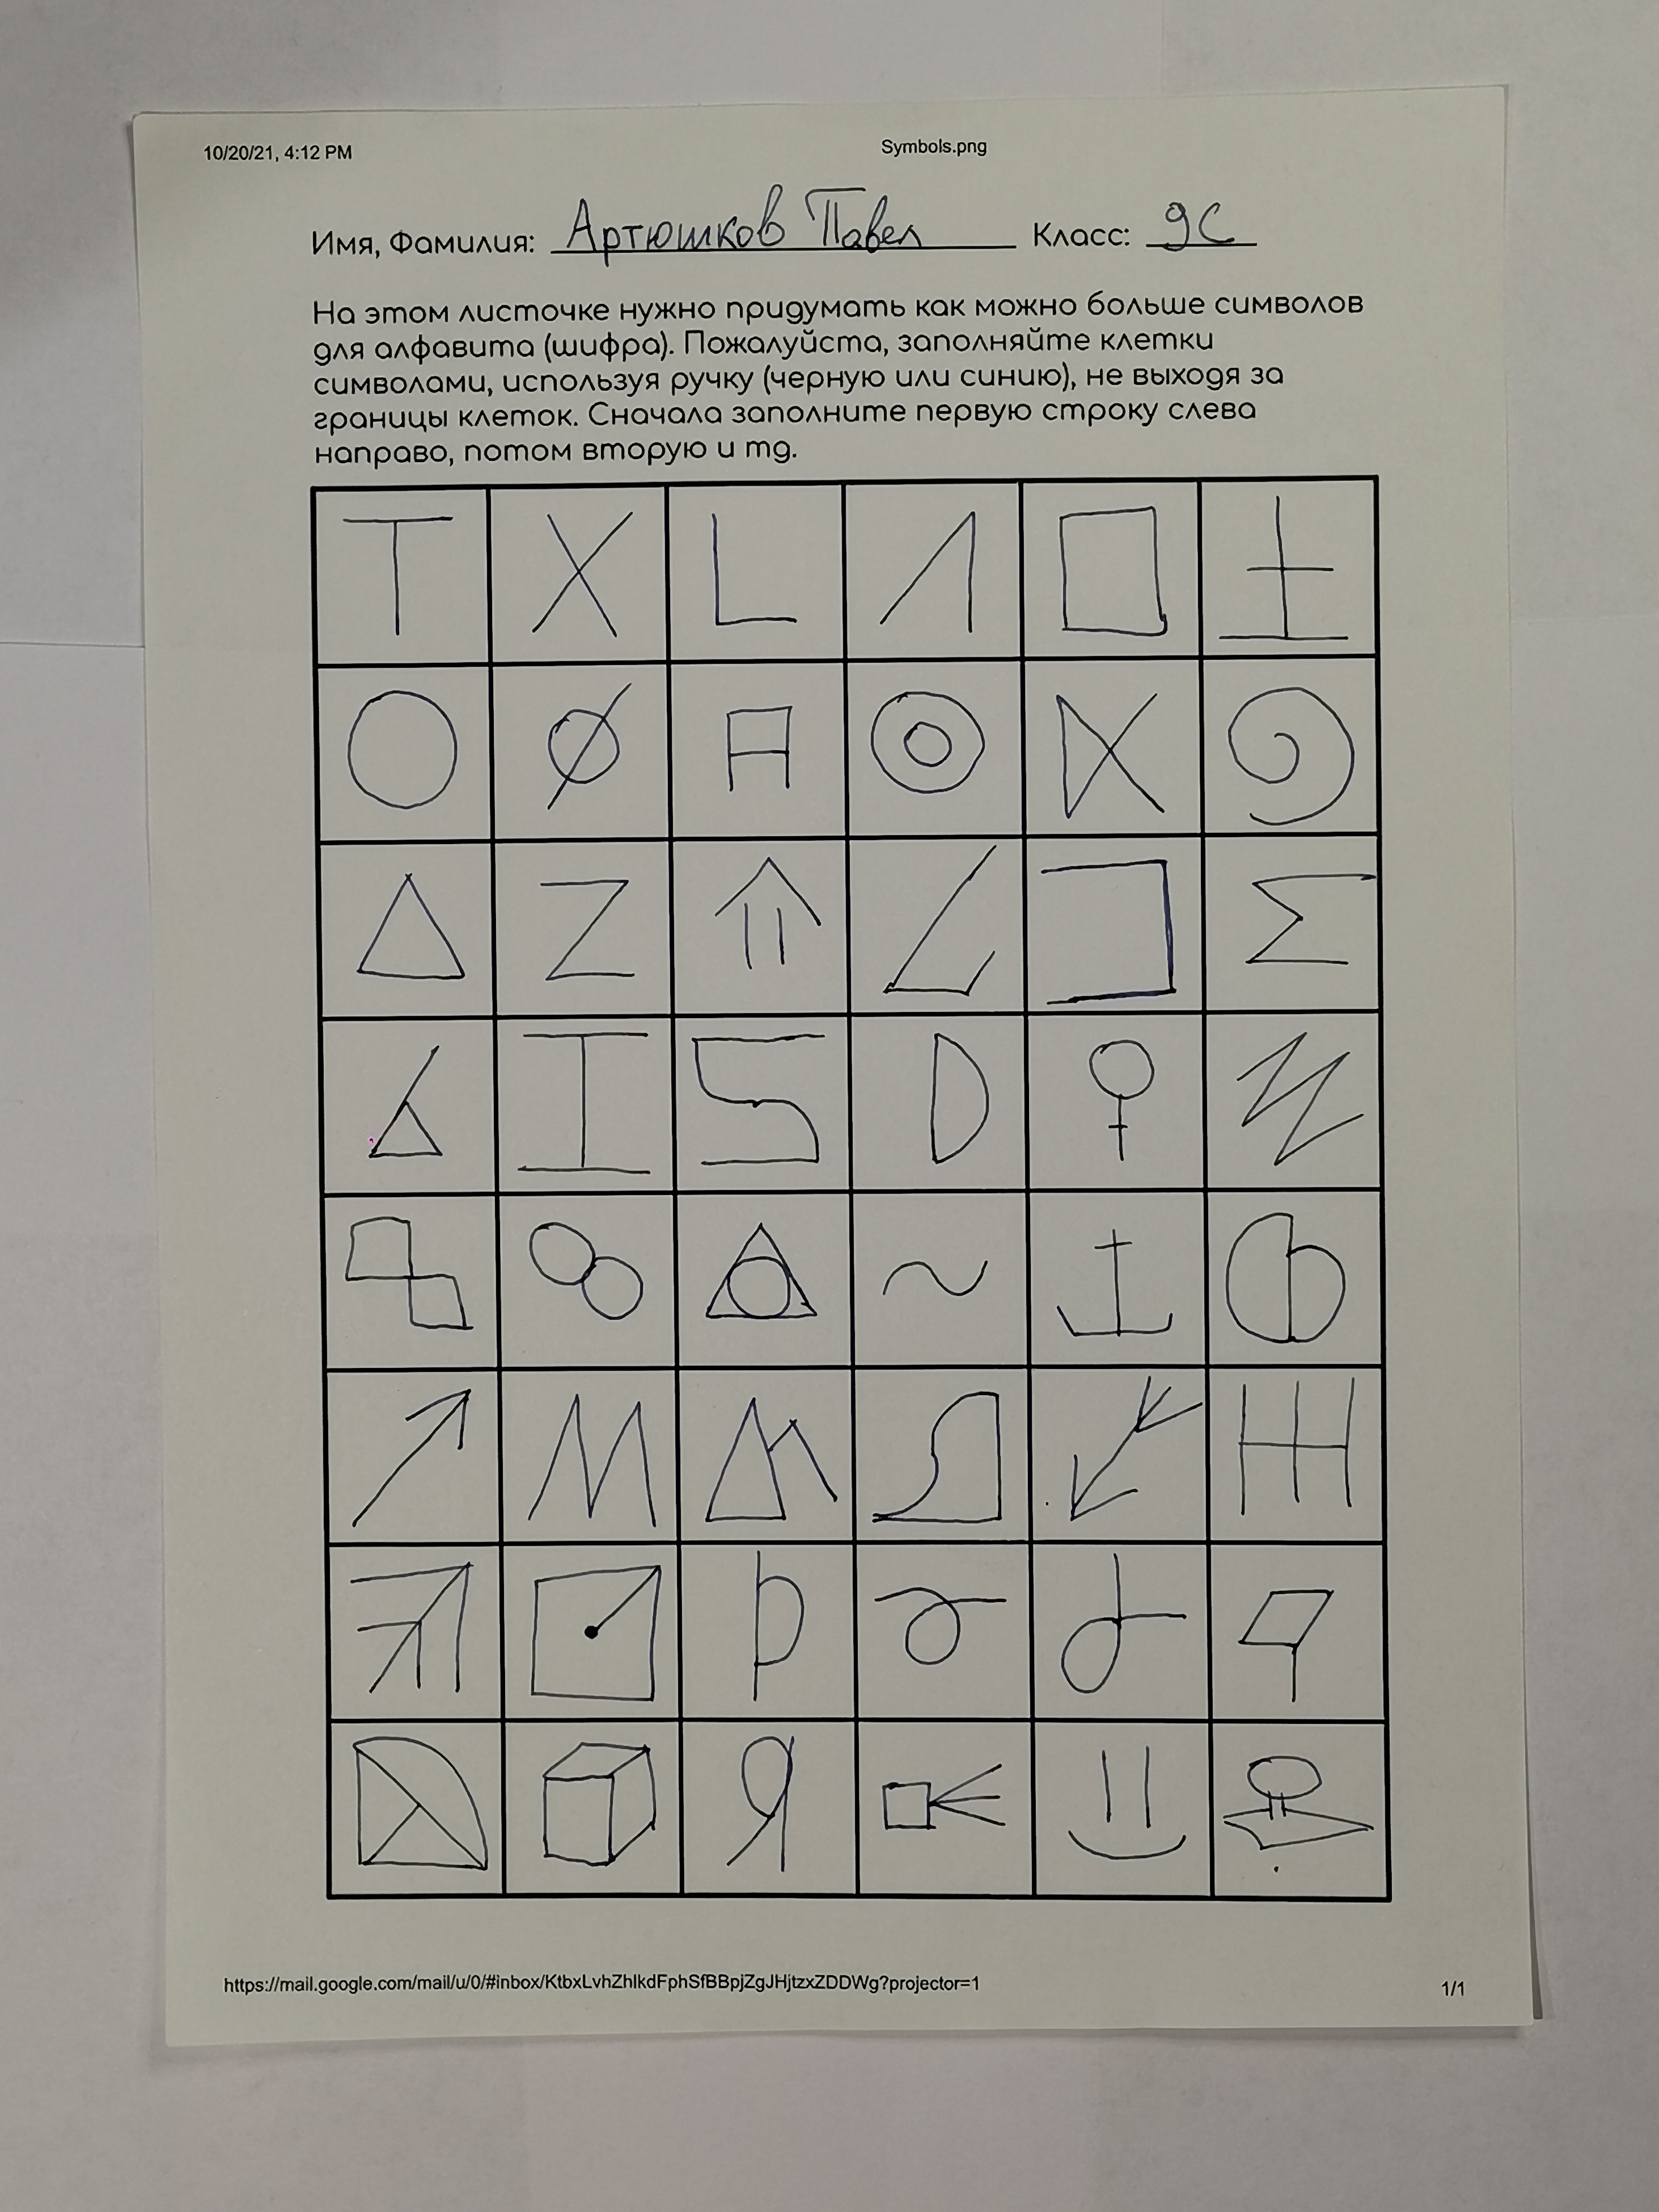 10/20/21, 4:12 PM Symbols.png
Имя, Фамилия: Артюшков Павел Класс: 9С
На этом листочке нужно придумать как можно больше символов
для алфавита (шифра). Пожалуйста, заполняйте клетки
символами, используя ручку (черную или синию), не выходя за
границы клеток. Сначала заполните первую строку слева
направо, потом вторую и тд.
https://mail.google.com/mail/u/0/#inbox/KtbxLvhZhlkdFphSfBBpjZgJHjtzxZDDWg?projector=1 1/1